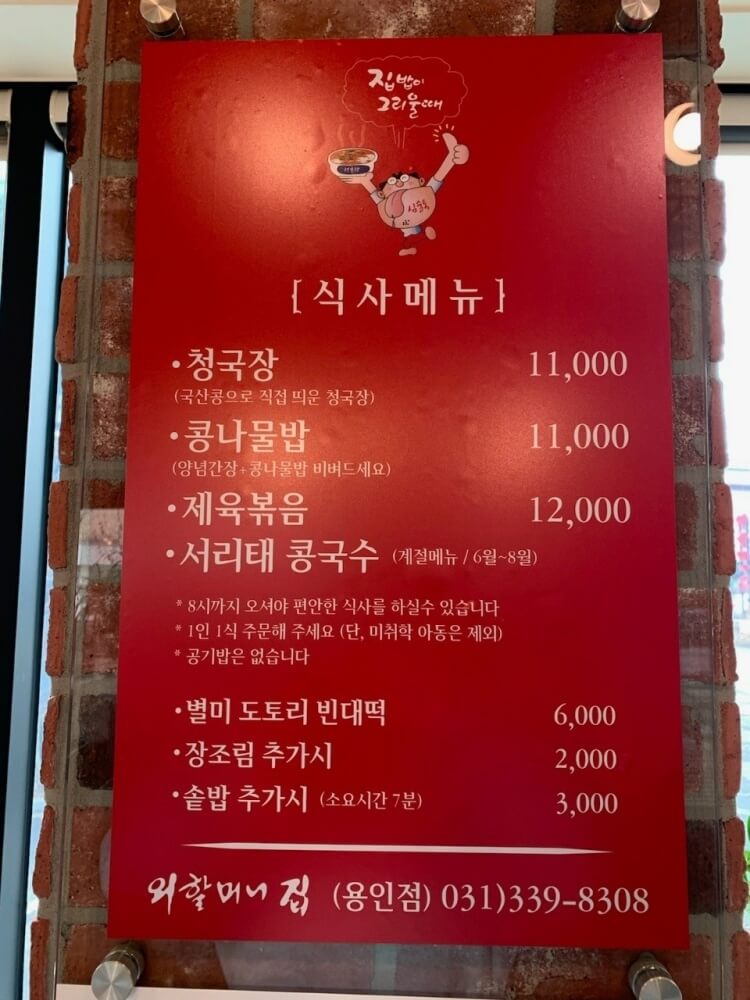 집밥이
그리울때
심술통
[식사메뉴]
•청국장 11,000
(국산콩으로 직접 띄운 청국장)
•콩나물밥 11,000
(양념간장+콩나물밥 비벼드세요)
•제육볶음 12,000
•서리태 콩국수 (계절메뉴 / 6월~8월)
* 8시까지 오셔야 편안한 식사를 하실수 있습니다
* 1인 1식 주문해 주세요 (단, 미취학 아동은 제외)
* 공기밥은 없습니다
•별미 도토리 빈대떡 6,000
•장조림 추가시 2,000
•솥밥 추가시 (소요시간 7분) 3,000
외할머니 집 (용인점) 031)339-8308